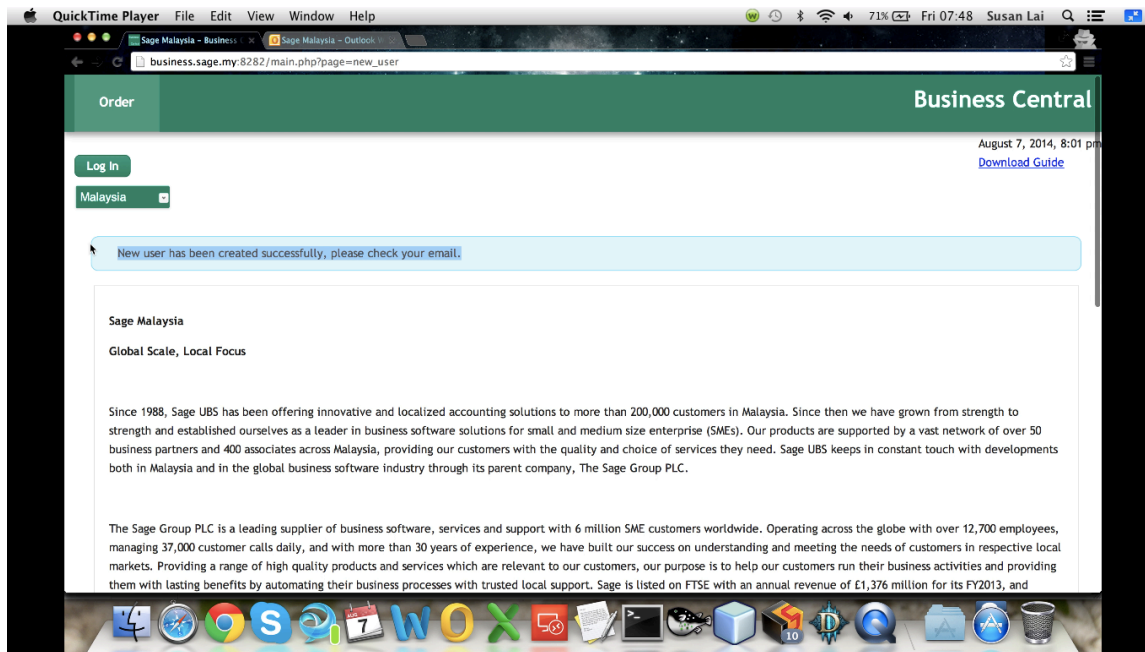 QuickTime Player File Edit View Window Help 71% Fri 07:48 Susan Lai
Sage Malaysia - Business Sage Malaysia - Outlook
business.sage.my:8282/main.php?page=new_user
Order Business Central
August 7, 2014, 8:01 pm
Log In Download Guide
Malaysia
New user has been created successfully, please check your email.
Sage Malaysia
Global Scale, Local Focus
Since 1988, Sage UBS has been offering innovative and localized accounting solutions to more than 200,000 customers in Malaysia. Since then we have grown from strength to
strength and established ourselves as a leader in business software solutions for small and medium size enterprise (SMEs). Our products are supported by a vast network of over 50
business partners and 400 associates across Malaysia, providing our customers with the quality and choice of services they need. Sage UBS keeps in constant touch with developments
both in Malaysia and in the global business software industry through its parent company, The Sage Group PLC.
The Sage Group PLC is a leading supplier of business software, services and support with 6 million SME customers worldwide. Operating across the globe with over 12,700 employees,
managing 37,000 customer calls daily, and with more than 30 years of experience, we have built our success on understanding and meeting the needs of customers in respective local
markets. Providing a range of high quality products and services which are relevant to our customers, our purpose is to help our customers run their business activities and providing
them with lasting benefits by automating their business processes with trusted local support. Sage is listed on FTSE with an annual revenue of £1,376 million for its FY2013, and
AUG
7
10